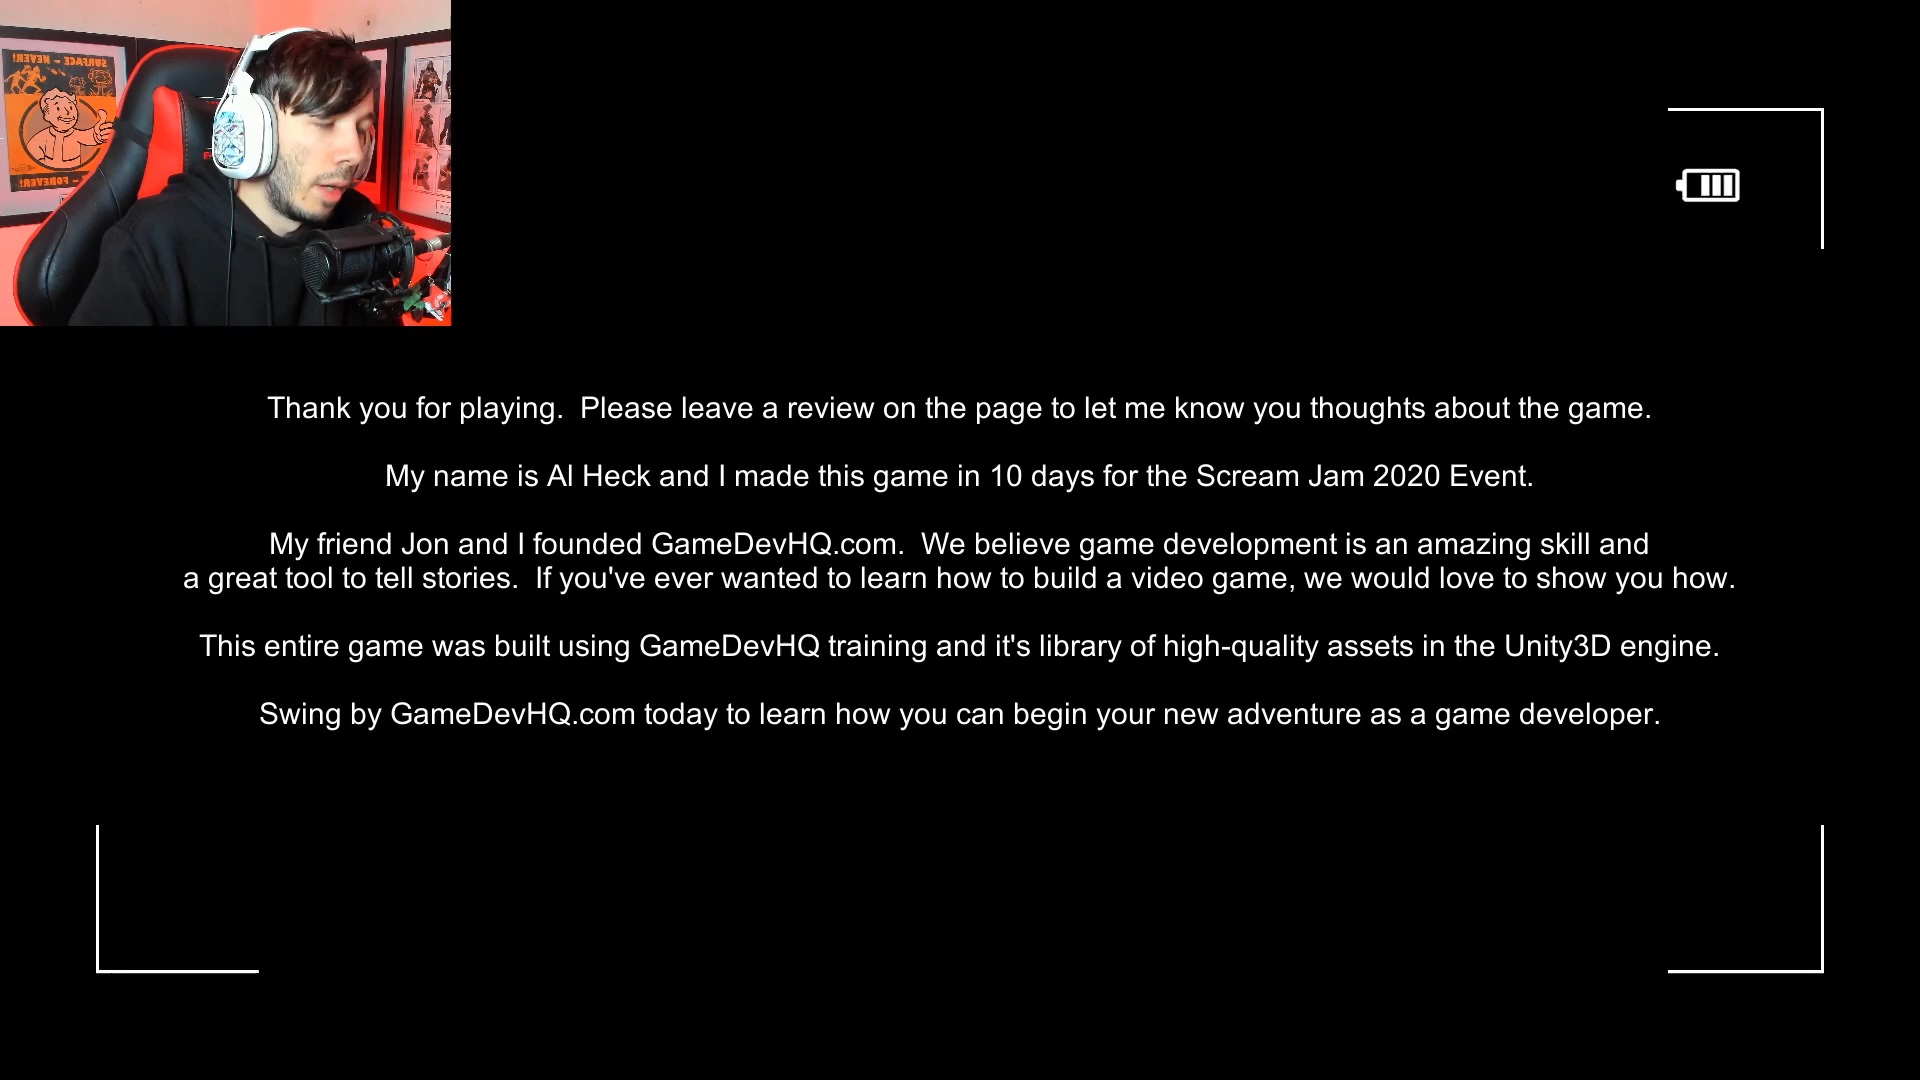 SURFACE - NEVER!
- FOREVER!
Thank you for playing.  Please leave a review on the page to let me know you thoughts about the game.
My name is Al Heck and I made this game in 10 days for the Scream Jam 2020 Event.
My friend Jon and I founded GameDevHQ.com.  We believe game development is an amazing skill and
a great tool to tell stories.  If you've ever wanted to learn how to build a video game, we would love to show you how.
This entire game was built using GameDevHQ training and it's library of high-quality assets in the Unity3D engine.
Swing by GameDevHQ.com today to learn how you can begin your new adventure as a game developer.